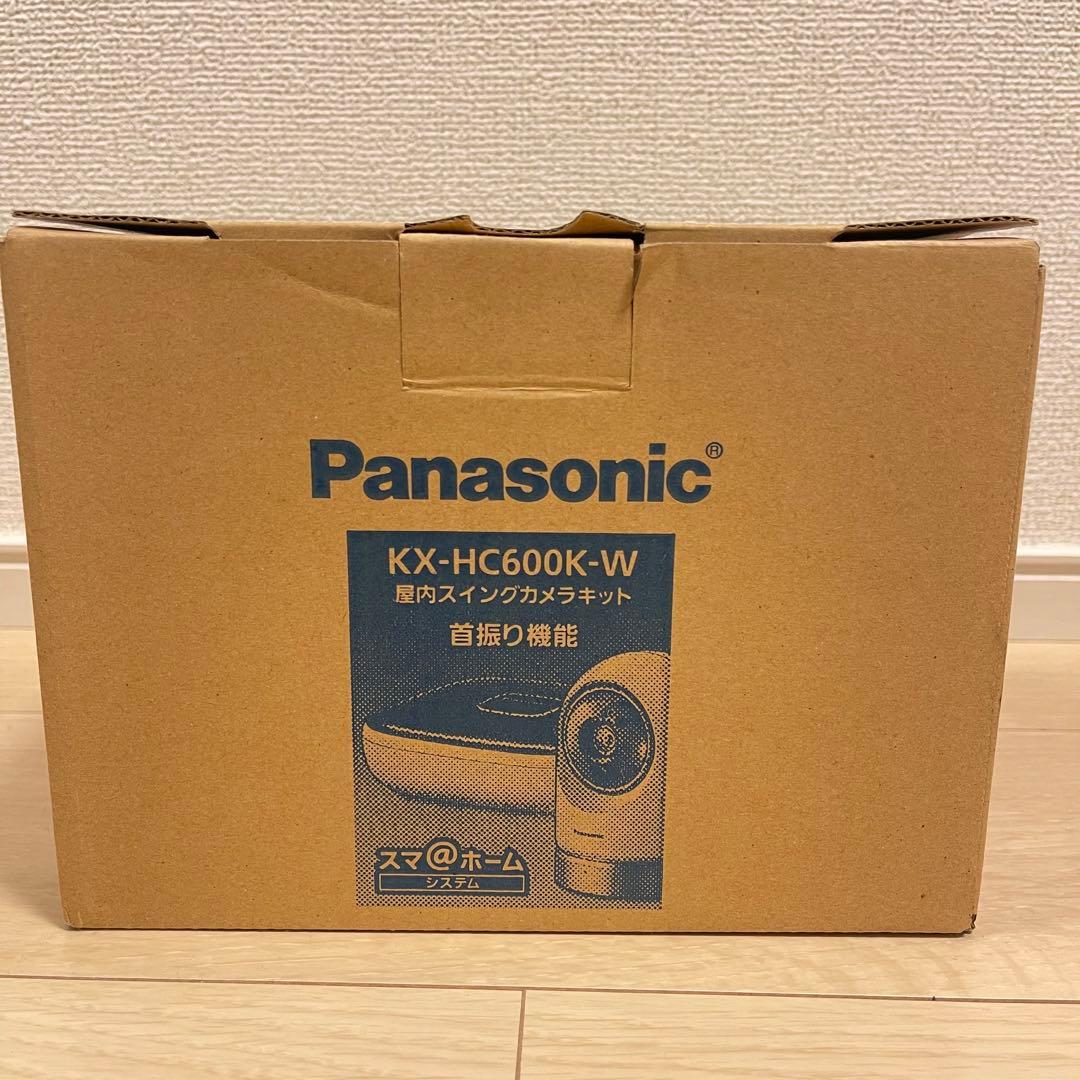 Panasonic®
KX-HC600K-W
屋内スイングカメラキット
首振り機能
Panasonic
スマ@ホーム
システム